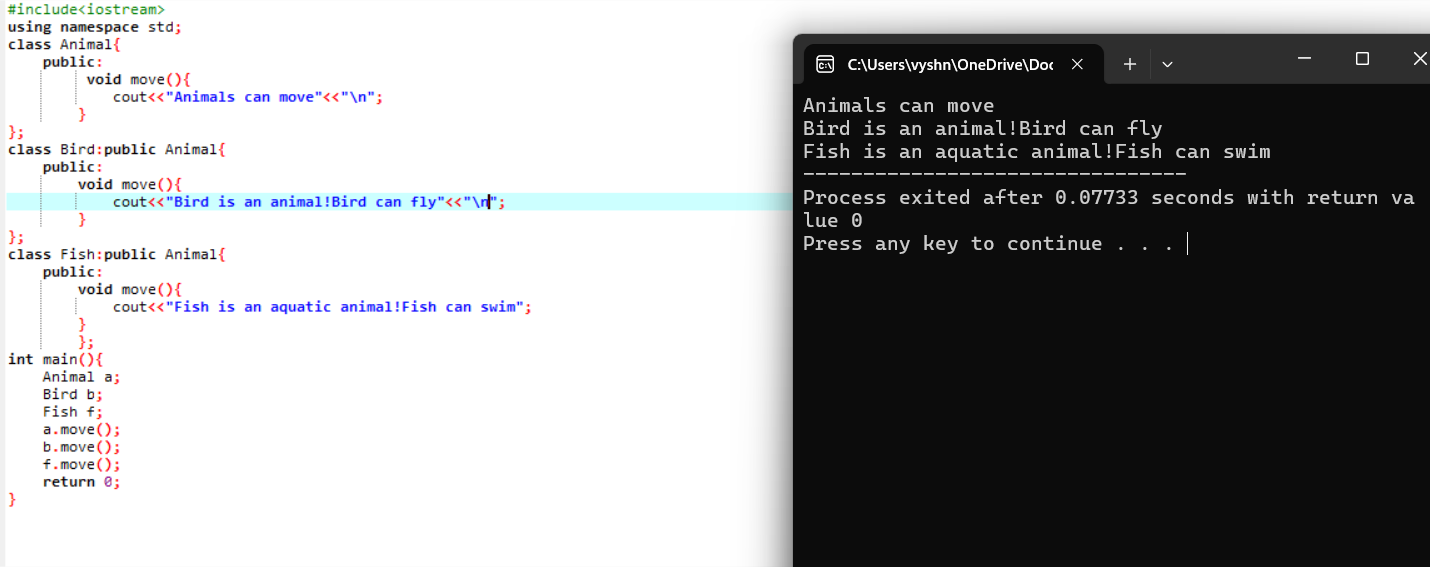 #include<iostream>
using namespace std;
class Animal{
    public:
         void move(){
            cout<<"Animals can move"<<"\n";
        }
};
class Bird:public Animal{
    public:
        void move(){
            cout<<"Bird is an animal!Bird can fly"<<"\n";
        }
};
class Fish:public Animal{
    public:
        void move(){
            cout<<"Fish is an aquatic animal!Fish can swim";
        }
        };
int main(){
    Animal a;
    Bird b;
    Fish f;
    a.move();
    b.move();
    f.move();
    return 0;
}
C:\Users\vyshn\OneDrive\Doc
Animals can move
Bird is an animal!Bird can fly
Fish is an aquatic animal!Fish can swim
--------------------------------
Process exited after 0.07733 seconds with return va
lue 0
Press any key to continue . . .